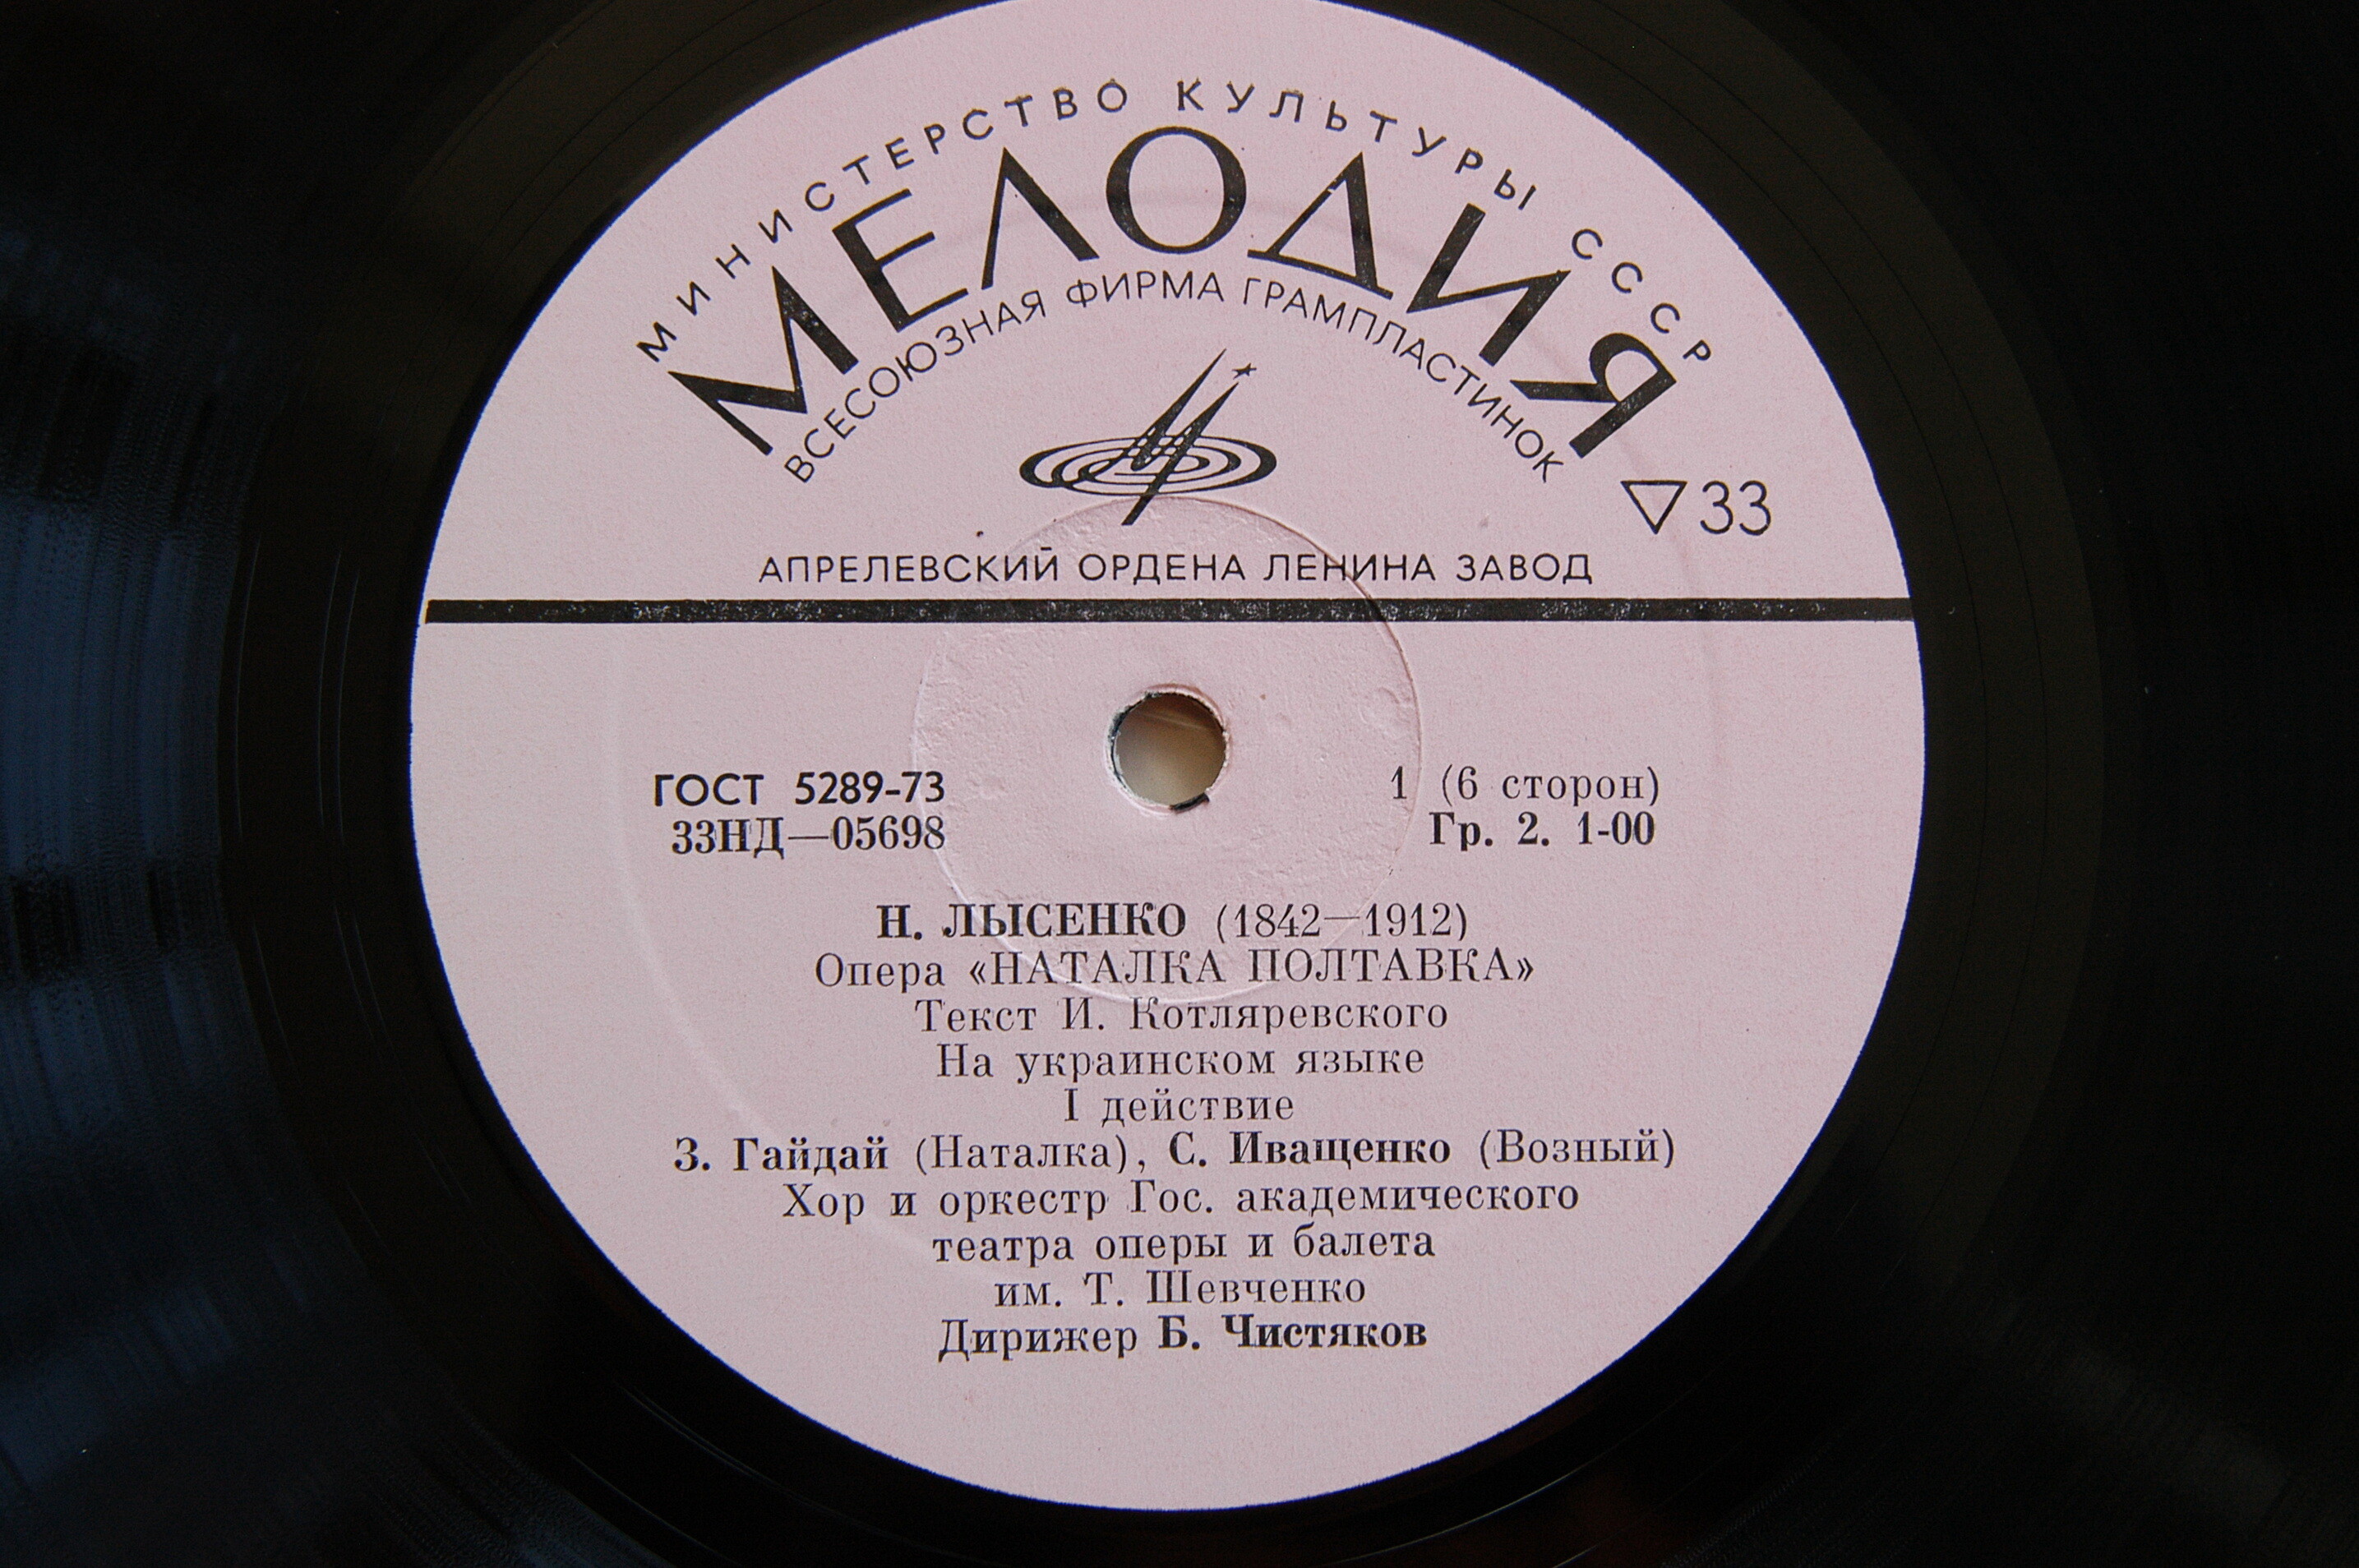 МИНИСТЕРСТВО КУЛЬТУРЫ СССР
МЕЛОДИЯ
ВСЕСОЮЗНАЯ ФИРМА ГРАМПЛАСТИНОК
33
АПРЕЛЕВСКИЙ ОРДЕНА ЛЕНИНА ЗАВОД
ГОСТ 5289-73
33НД—05698
1 (6 сторон)
Гр. 2. 1-00
Н. ЛЫСЕНКО (1842—1912)
Опера «НАТАЛКА ПОЛТАВКА»
Текст И. Котляревского
На украинском языке
I действие
З. Гайдай (Наталка), С. Иващенко (Возный)
Хор и оркестр Гос. академического
театра оперы и балета
им. Т. Шевченко
Дирижер Б. Чистяков